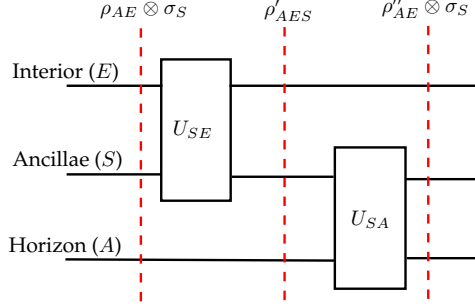 ρ_{AE} ⊗ σ_S ρ'_{AES} ρ''_{AE} ⊗ σ_S
Interior (E)
U_{SE}
Ancillae (S)
U_{SA}
Horizon (A)